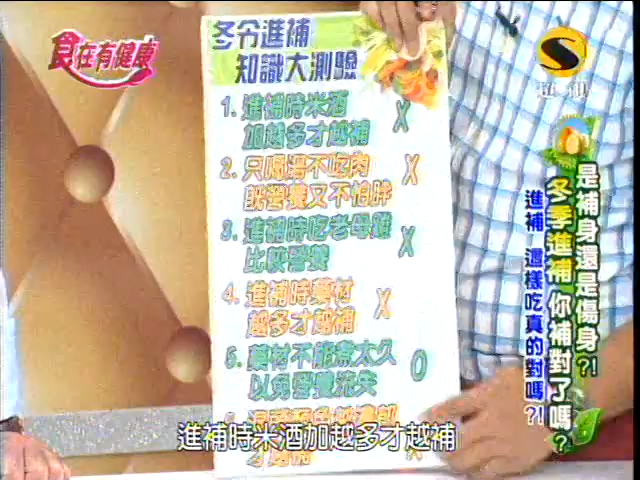 食在有健康
冬令進補
知識大測驗
1. 進補時米酒
加越多才越補 X
2. 只喝湯不吃肉
既營養又不怕胖 X
3. 進補時吃老母雞
比較營養 X
4. 進補時藥材
越多才越補 X
5. 藥材不能煮太久
以免營養流失 O
是補身還是傷身?!
冬季進補 你補對了嗎?
進補 這樣吃真的對嗎?!
進補時米酒加越多才越補